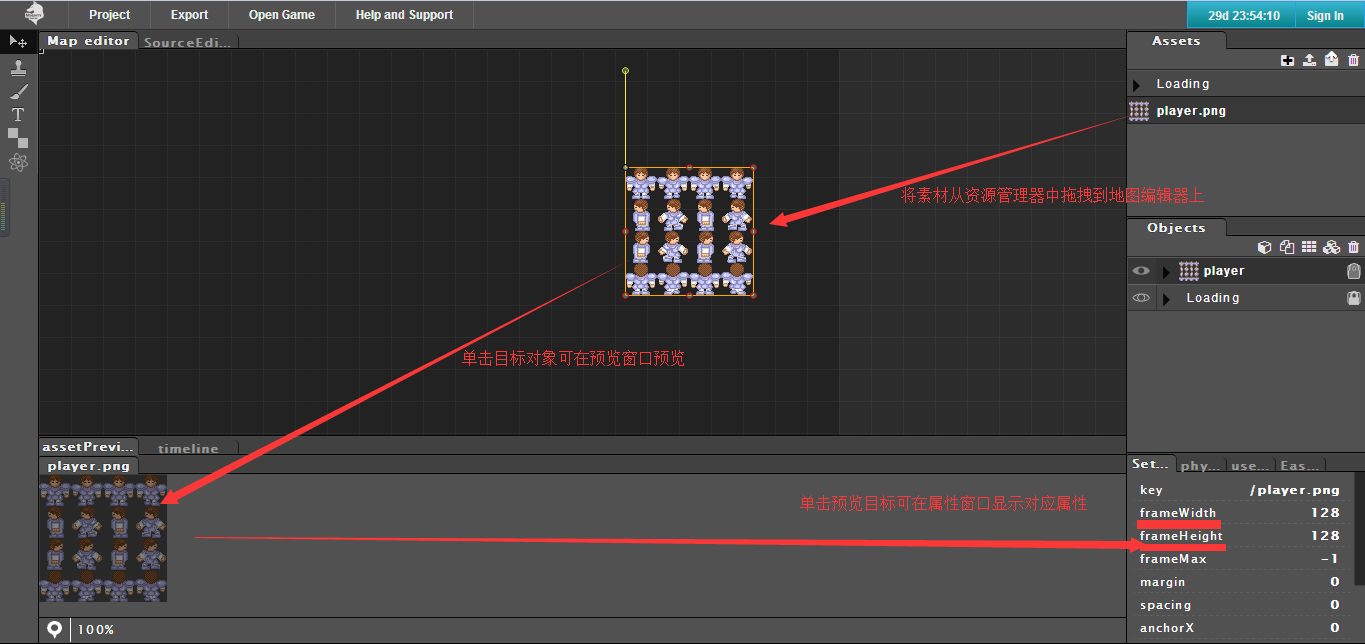 Project Export Open Game Help and Support 29d 23:54:10 Sign In
Map editor SourceEdi...
Assets
Loading
player.png
将素材从资源管理器中拖拽到地图编辑器上
T
Objects
player
Loading
单击目标对象可在预览窗口预览
assetPrevi... timeline
player.png
单击预览目标可在属性窗口显示对应属性
Set... phy... use... Eas...
key /player.png
frameWidth 128
frameHeight 128
frameMax -1
margin 0
spacing 0
anchorX 0
100%